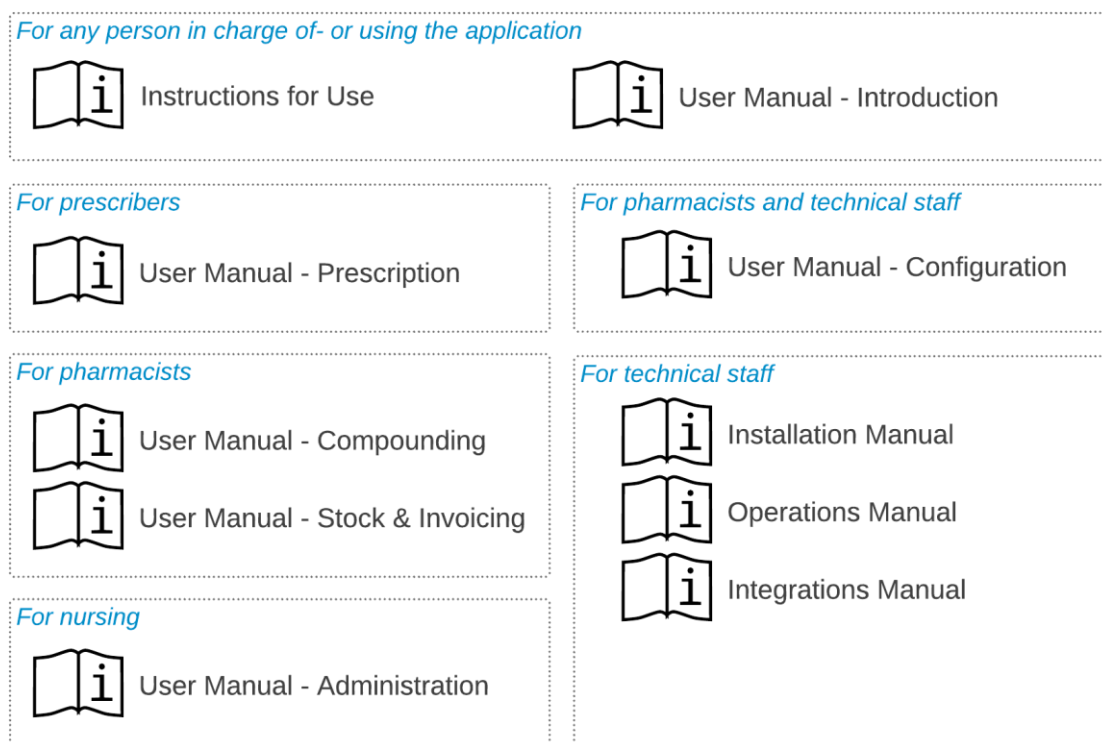 For any person in charge of- or using the application
Instructions for Use
User Manual - Introduction
For prescribers
User Manual - Prescription
For pharmacists and technical staff
User Manual - Configuration
For pharmacists
User Manual - Compounding
User Manual - Stock & Invoicing
For technical staff
Installation Manual
Operations Manual
Integrations Manual
For nursing
User Manual - Administration